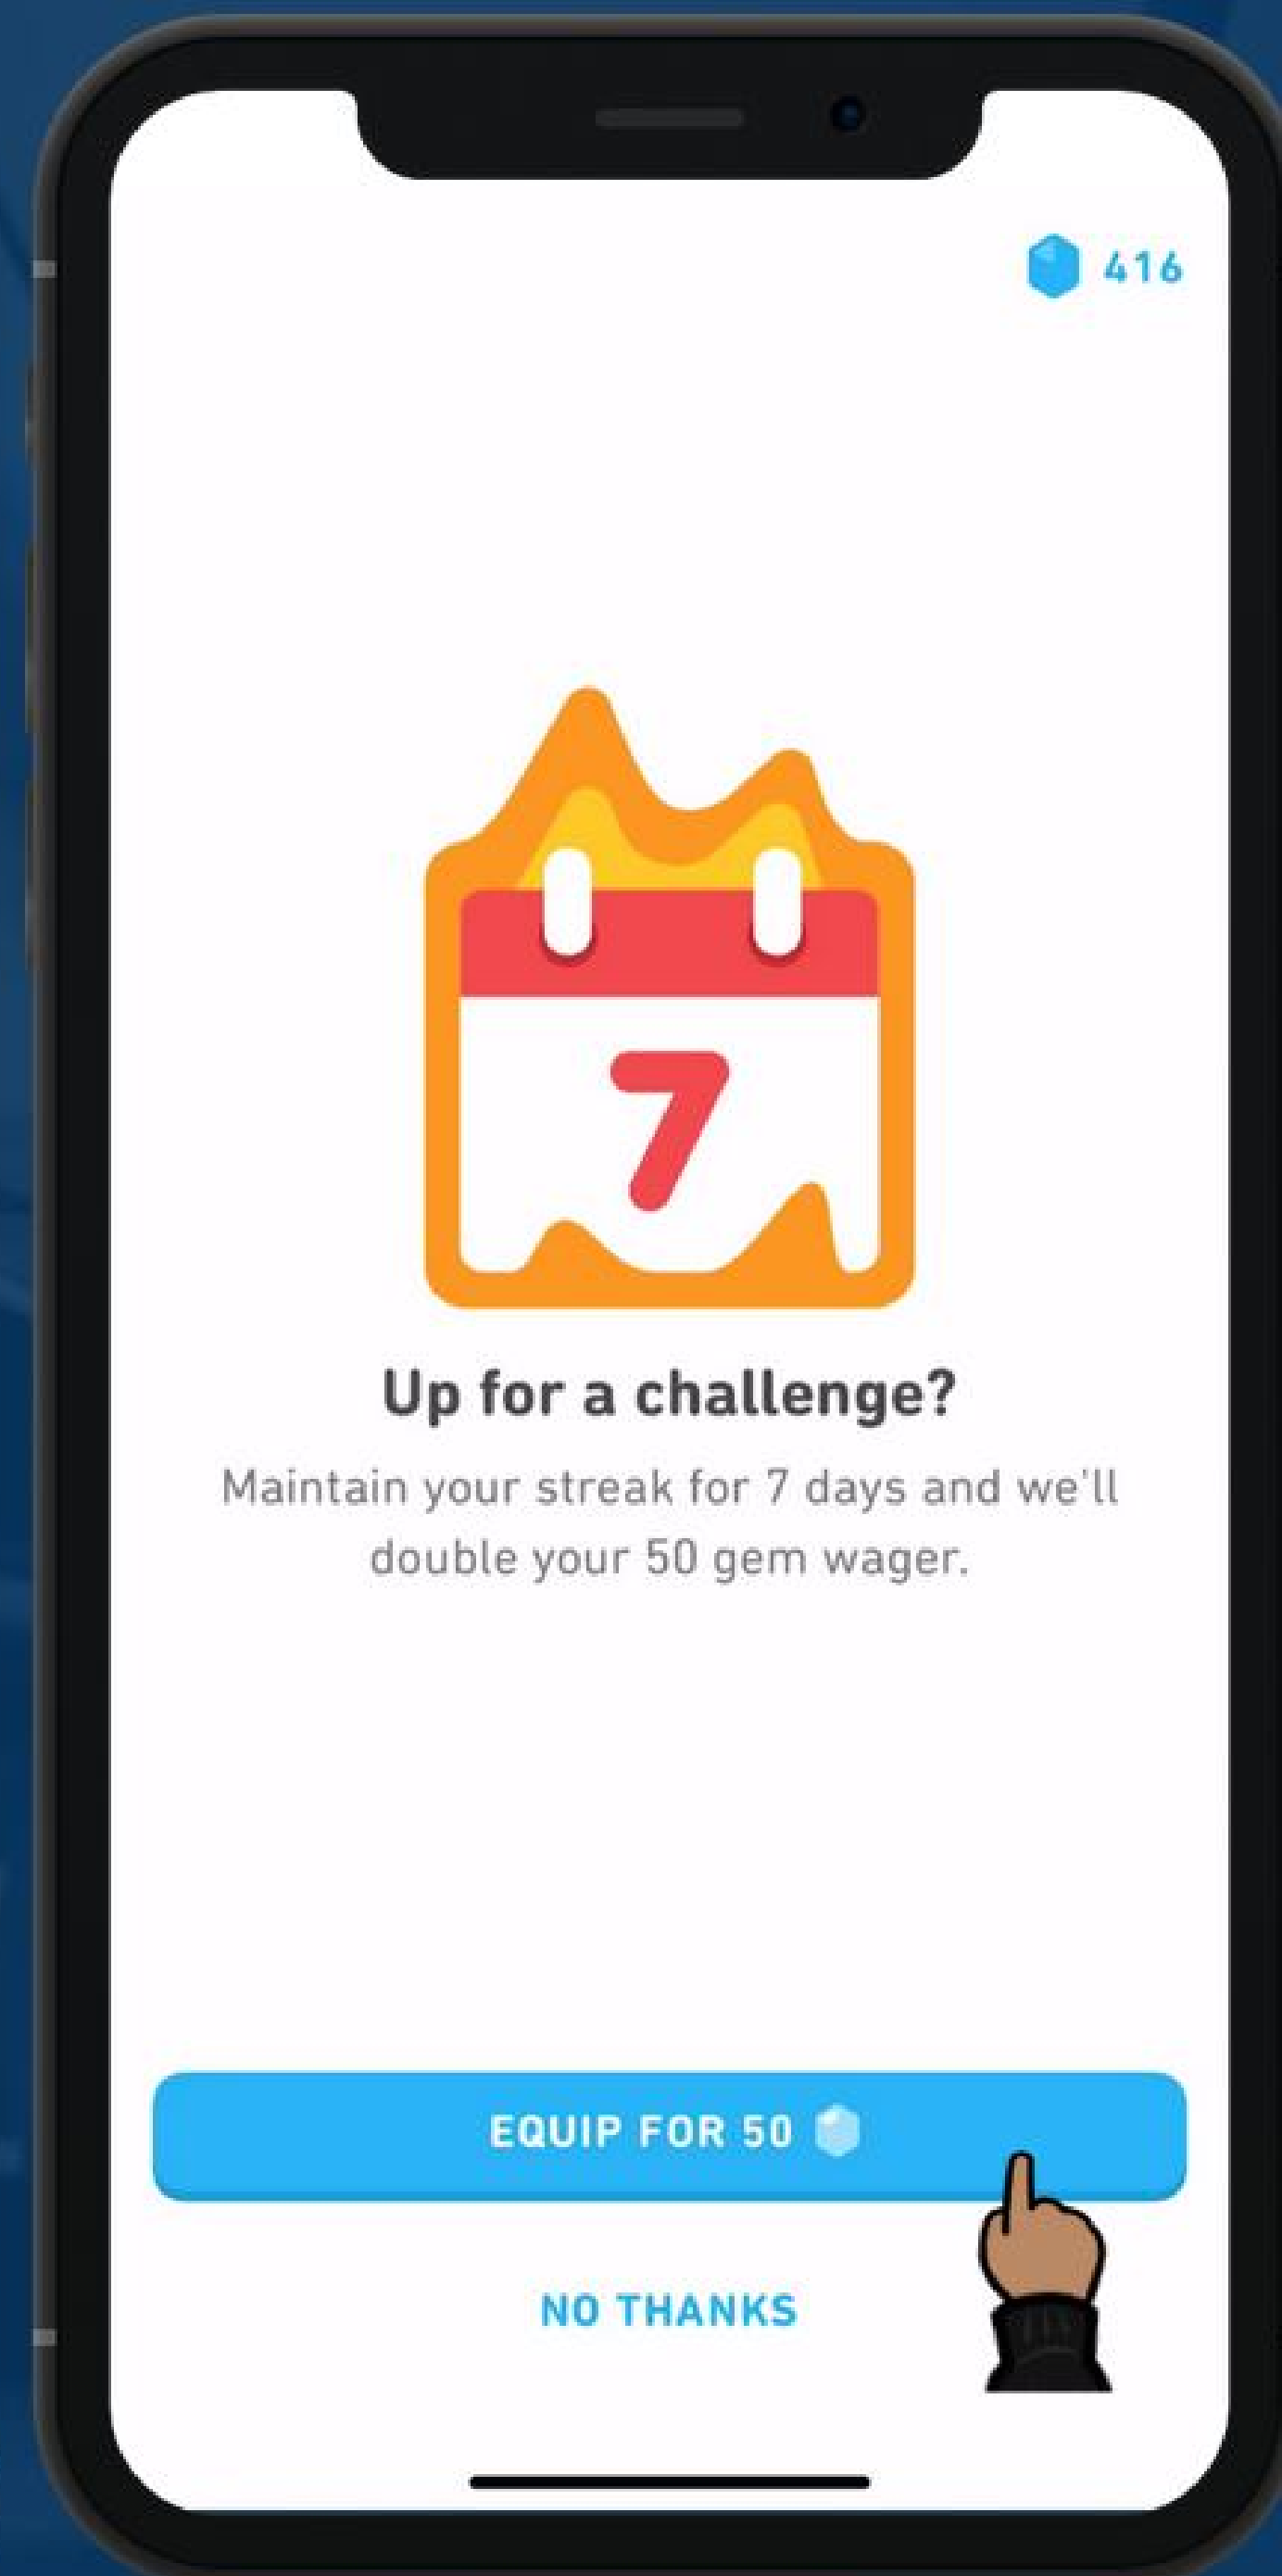 416
7
Up for a challenge?
Maintain your streak for 7 days and we'll
double your 50 gem wager.
EQUIP FOR 50
NO THANKS